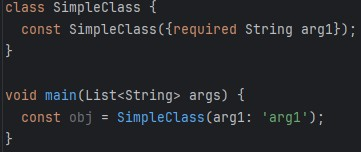 class SimpleClass {
  const SimpleClass({required String arg1});
}

void main(List<String> args) {
  const obj = SimpleClass(arg1: 'arg1');
}